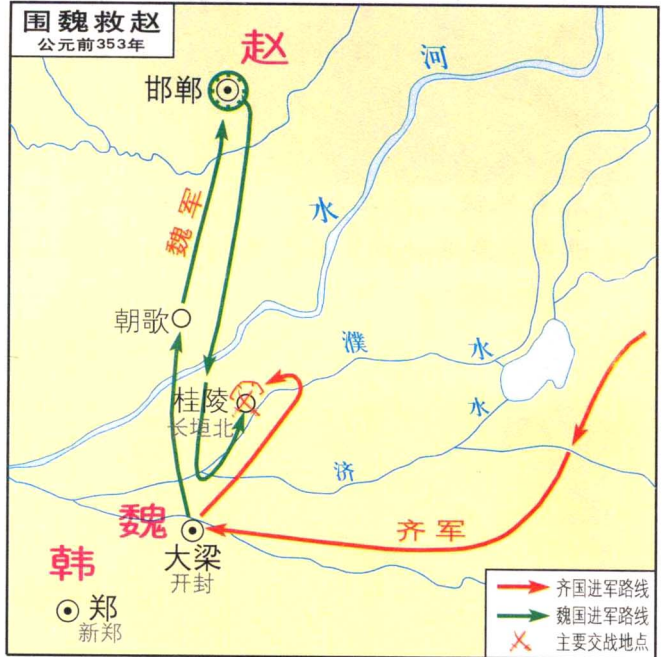 围魏救赵
公元前353年
赵
邯郸
河
水
魏军
朝歌
濮
水
桂陵
长垣北
水
济
魏
齐军
大梁
开封
韩
郑
新郑
齐国进军路线
魏国进军路线
主要交战地点